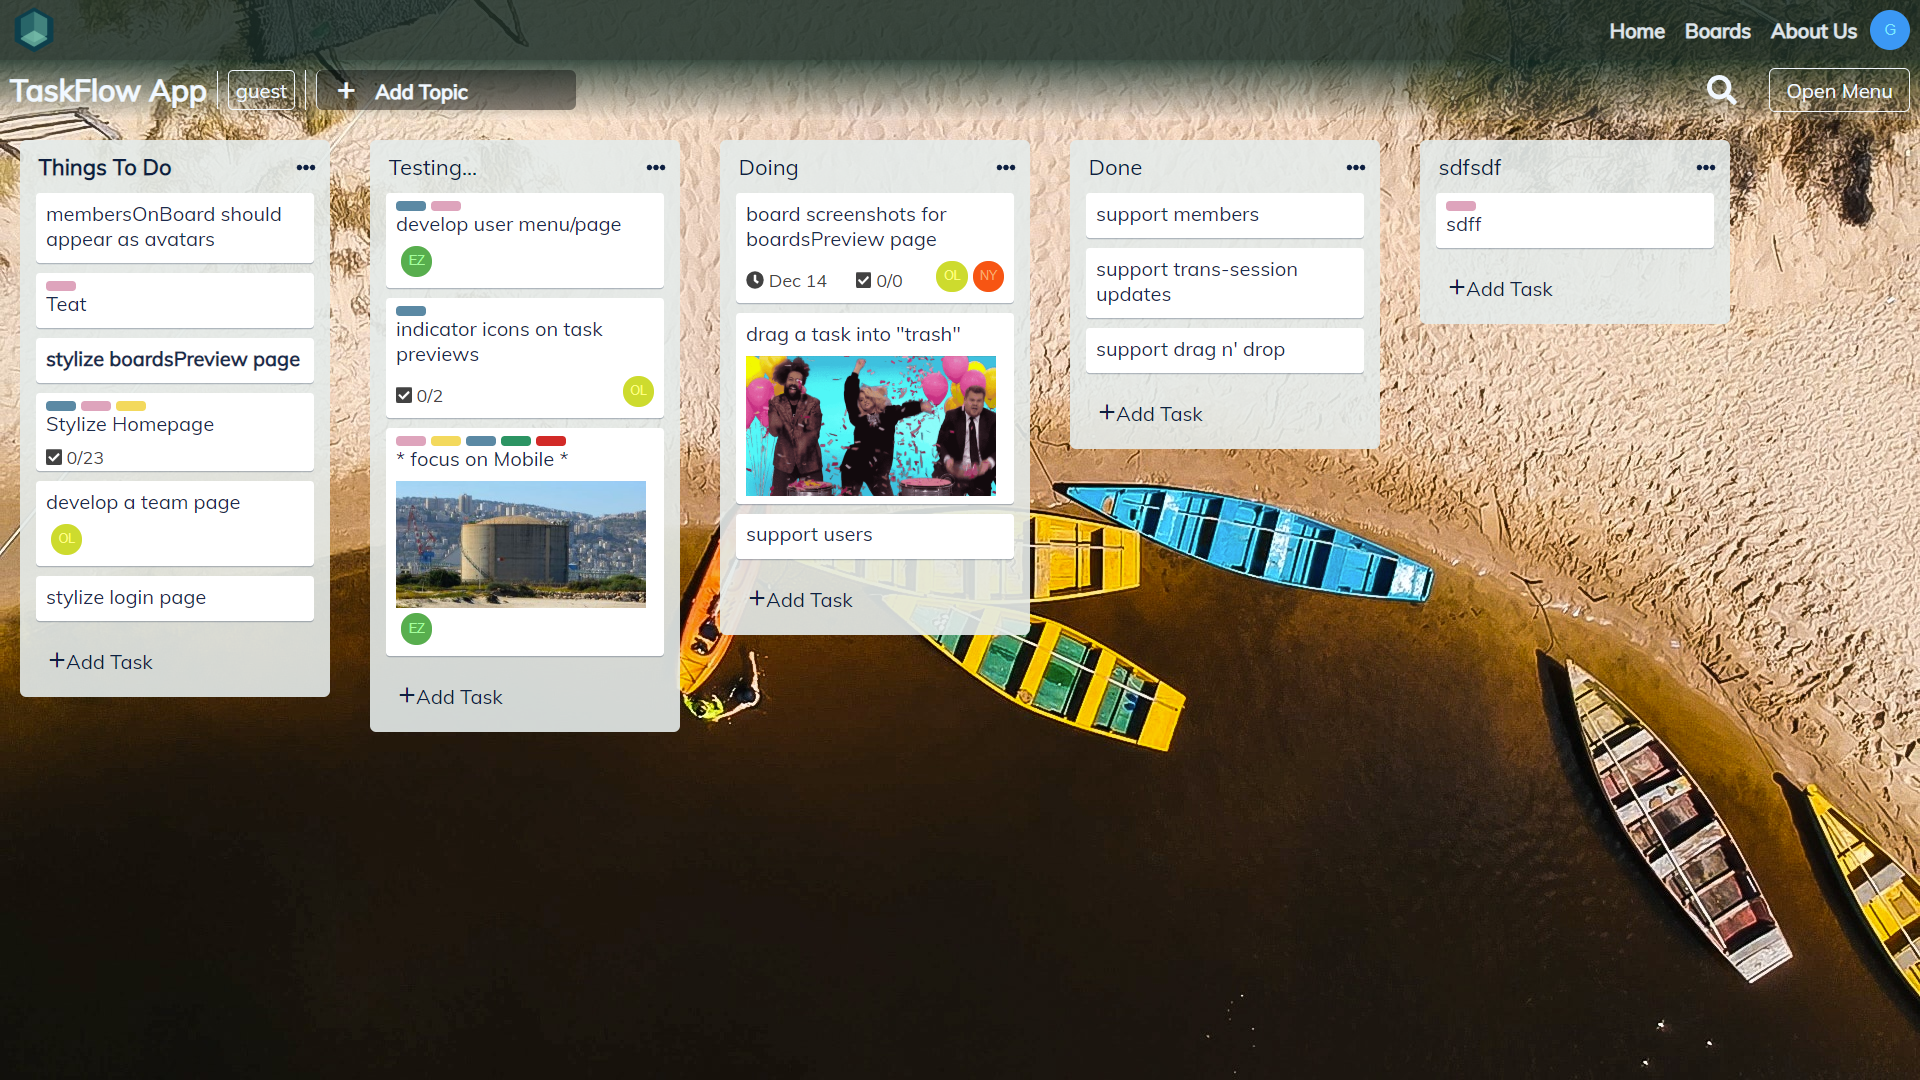 Home
Boards
About Us
G
TaskFlow App
guest
+ Add Topic
Open Menu
Things To Do
membersOnBoard should
appear as avatars
Teat
stylize boardsPreview page
Stylize Homepage
0/23
develop a team page
OL
stylize login page
+Add Task
Testing...
develop user menu/page
EZ
indicator icons on task
previews
0/2
OL
* focus on Mobile *
EZ
+Add Task
Doing
board screenshots for
boardsPreview page
Dec 14
0/0
OL
NY
drag a task into "trash"
support users
+Add Task
Done
support members
support trans-session
updates
support drag n' drop
+Add Task
sdfsdf
sdff
+Add Task